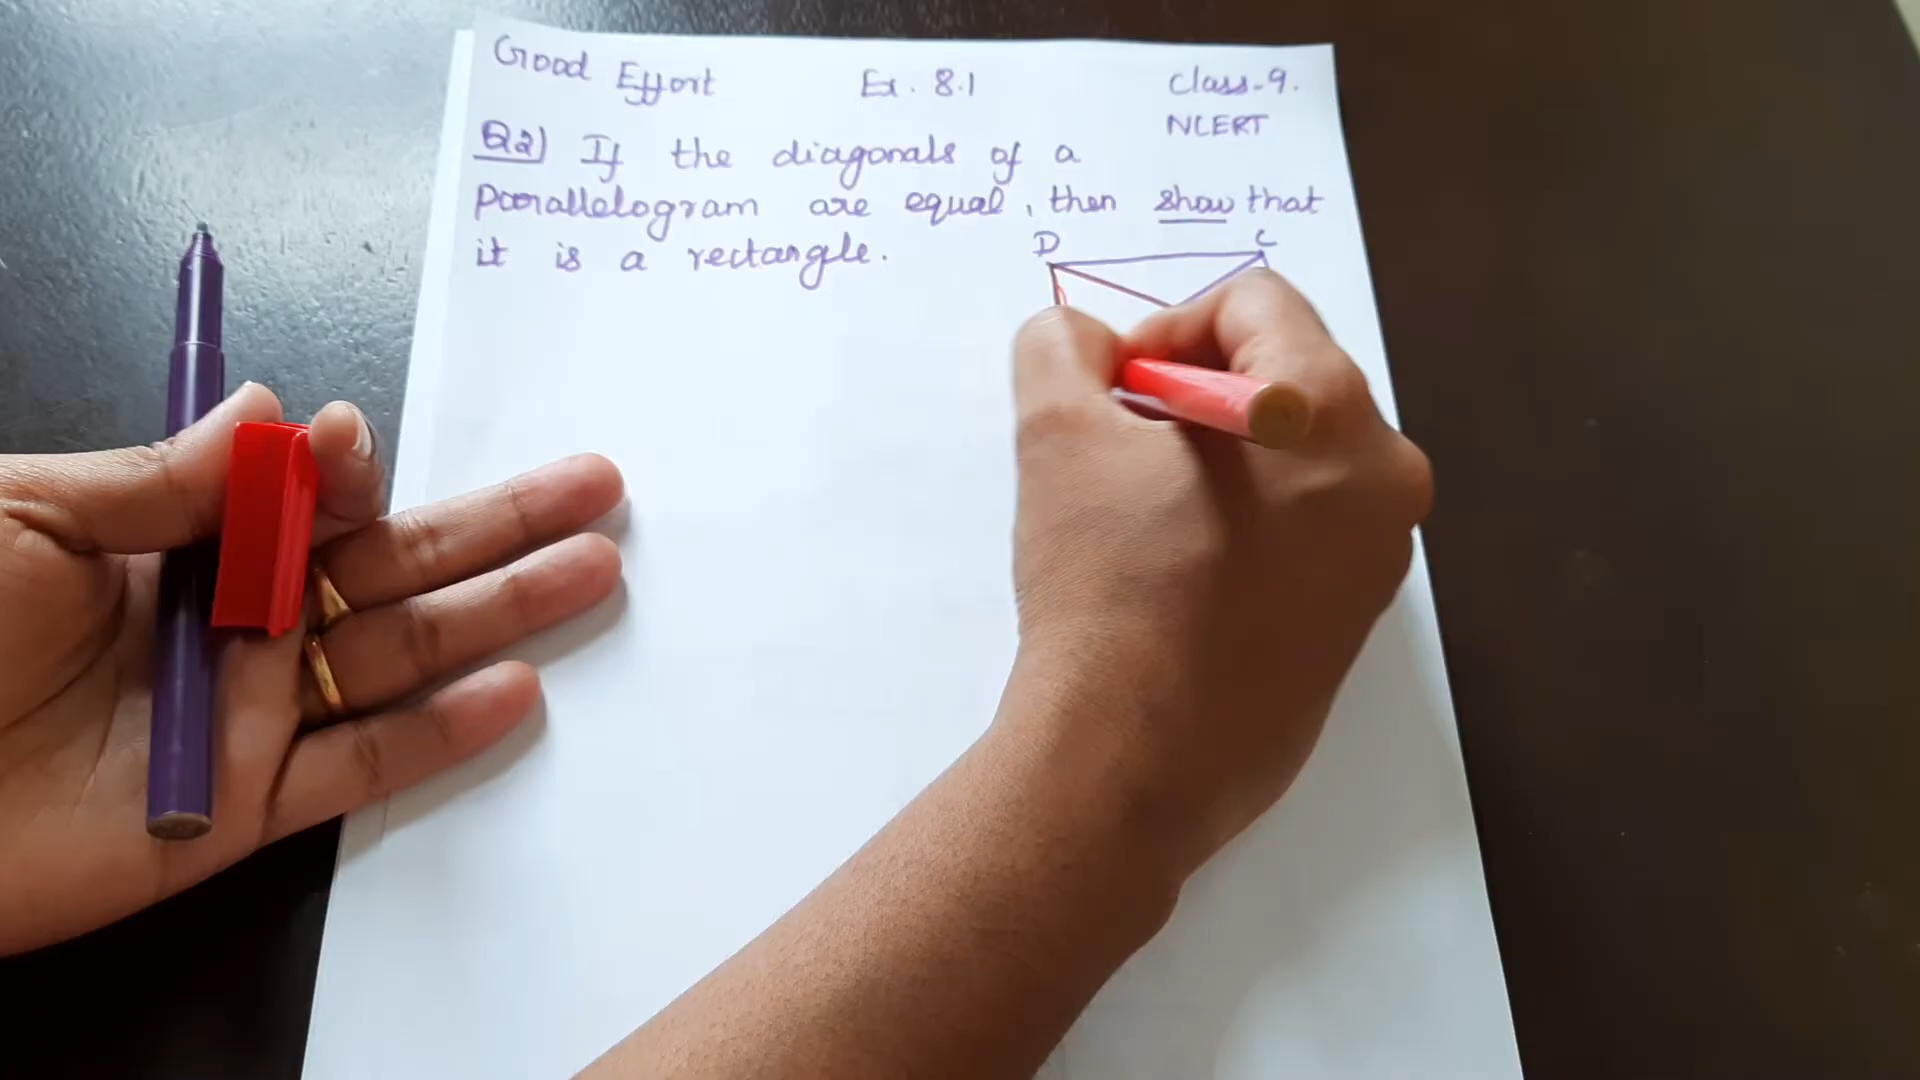 Good Effort Ex. 8.1 Class-9.
NCERT
Q2) If the diagonals of a
parallelogram are equal, then show that
it is a rectangle.
D C